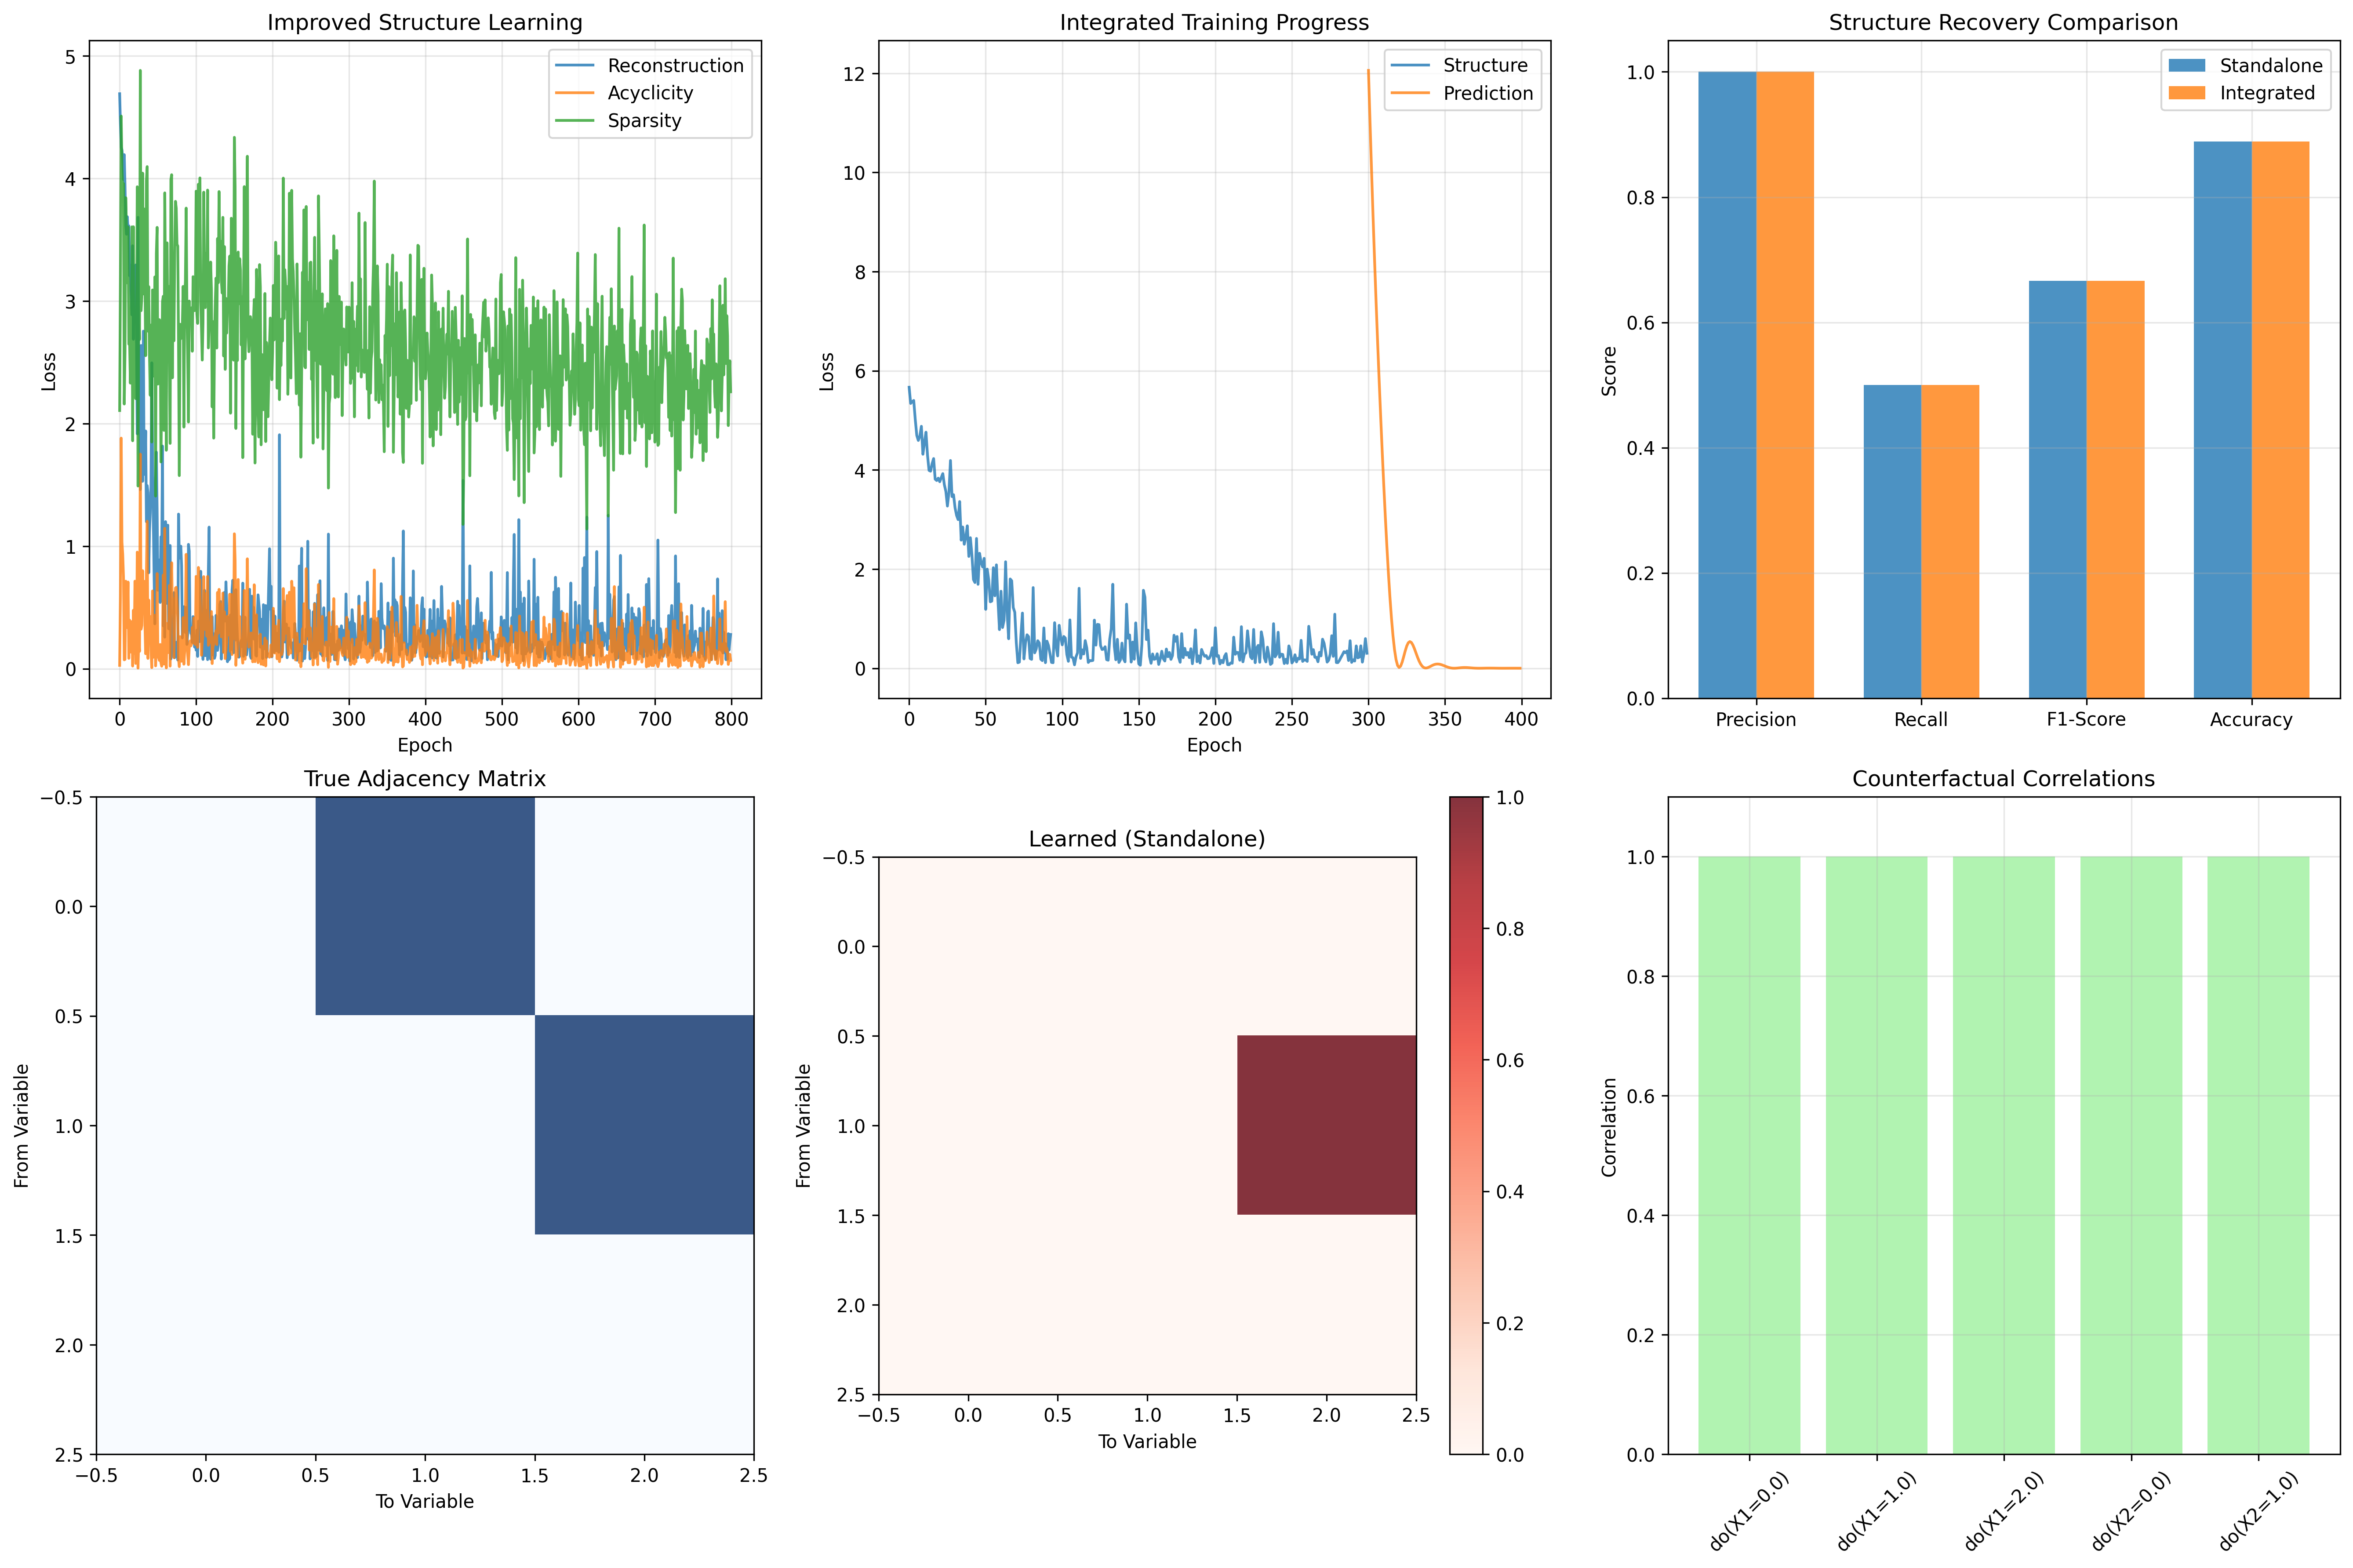 Improved Structure Learning
Loss
5
4
3
2
1
0
Reconstruction
Acyclicity
Sparsity
0 100 200 300 400 500 600 700 800
Epoch
Integrated Training Progress
Loss
12
10
8
6
4
2
0
Structure
Prediction
0 50 100 150 200 250 300 350 400
Epoch
Structure Recovery Comparison
Score
1.0
0.8
0.6
0.4
0.2
0.0
Standalone
Integrated
Precision Recall F1-Score Accuracy
True Adjacency Matrix
From Variable
−0.5
0.0
0.5
1.0
1.5
2.0
2.5
−0.5 0.0 0.5 1.0 1.5 2.0 2.5
To Variable
Learned (Standalone)
From Variable
−0.5
0.0
0.5
1.0
1.5
2.0
2.5
−0.5 0.0 0.5 1.0 1.5 2.0 2.5
To Variable
1.0
0.8
0.6
0.4
0.2
0.0
Counterfactual Correlations
Correlation
1.0
0.8
0.6
0.4
0.2
0.0
do(X1=0.0)
do(X1=1.0)
do(X1=2.0)
do(X2=0.0)
do(X2=1.0)